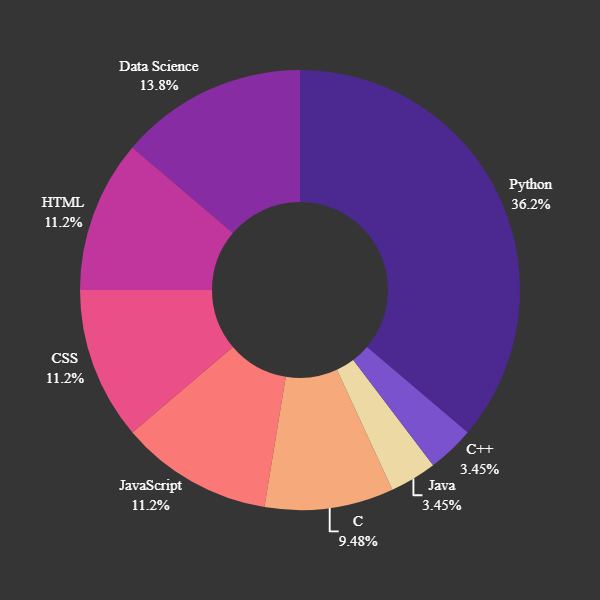 Data Science
13.8%
Python
36.2%
HTML
11.2%
CSS
11.2%
C++
3.45%
JavaScript
11.2%
Java
3.45%
C
9.48%